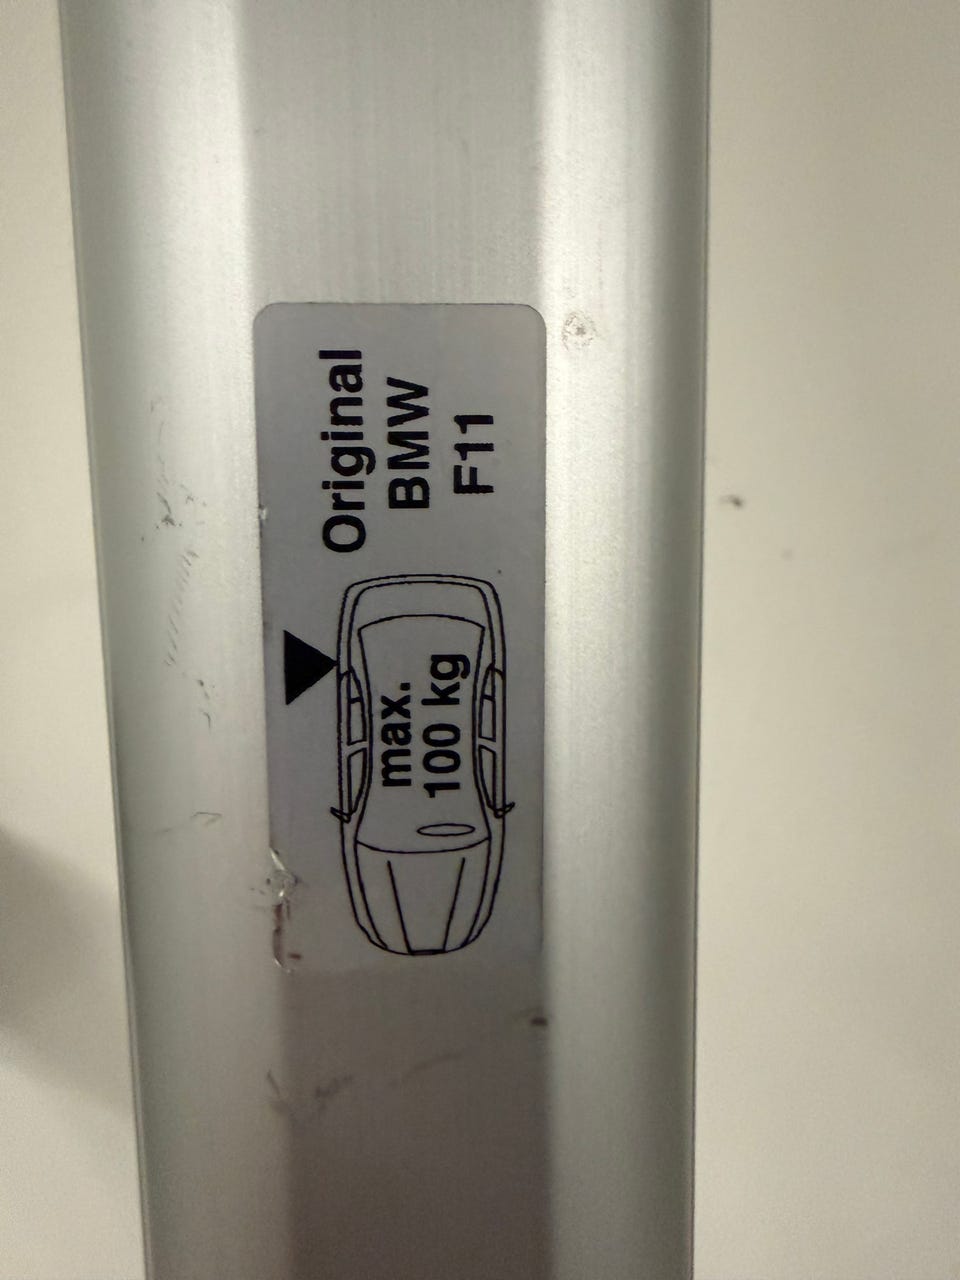 Original
BMW
F11
max.
100 kg